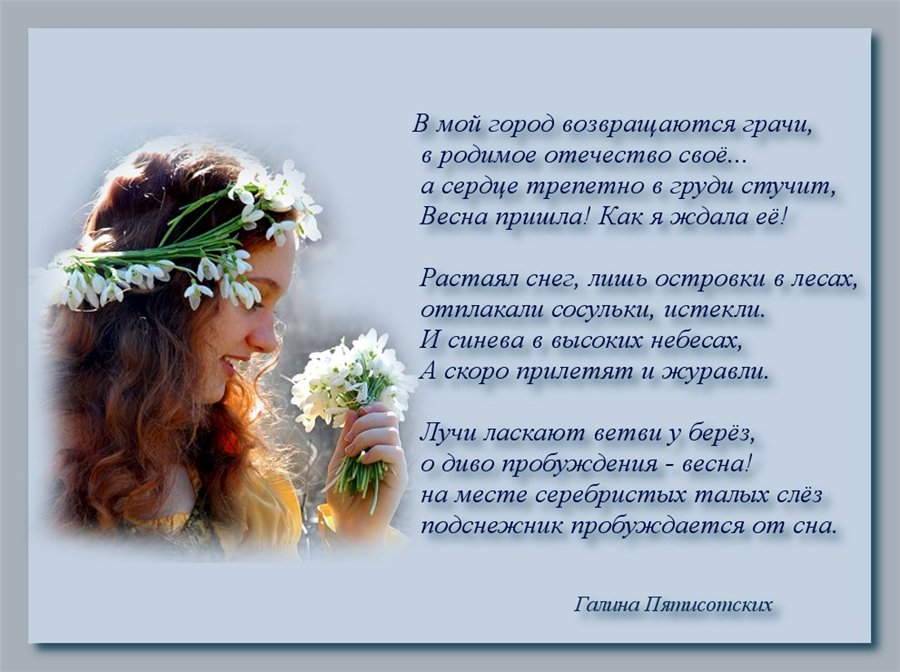 В мой город возвращаются грачи,
в родимое отечество своё...
а сердце трепетно в груди стучит,
Весна пришла! Как я ждала её!
Растаял снег, лишь островки в лесах,
отплакали сосульки, истекли.
И синева в высоких небесах,
А скоро прилетят и журавли.
Лучи ласкают ветви у берёз,
о диво пробуждения - весна!
на месте серебристых талых слёз
подснежник пробуждается от сна.
Галина Пятисотских